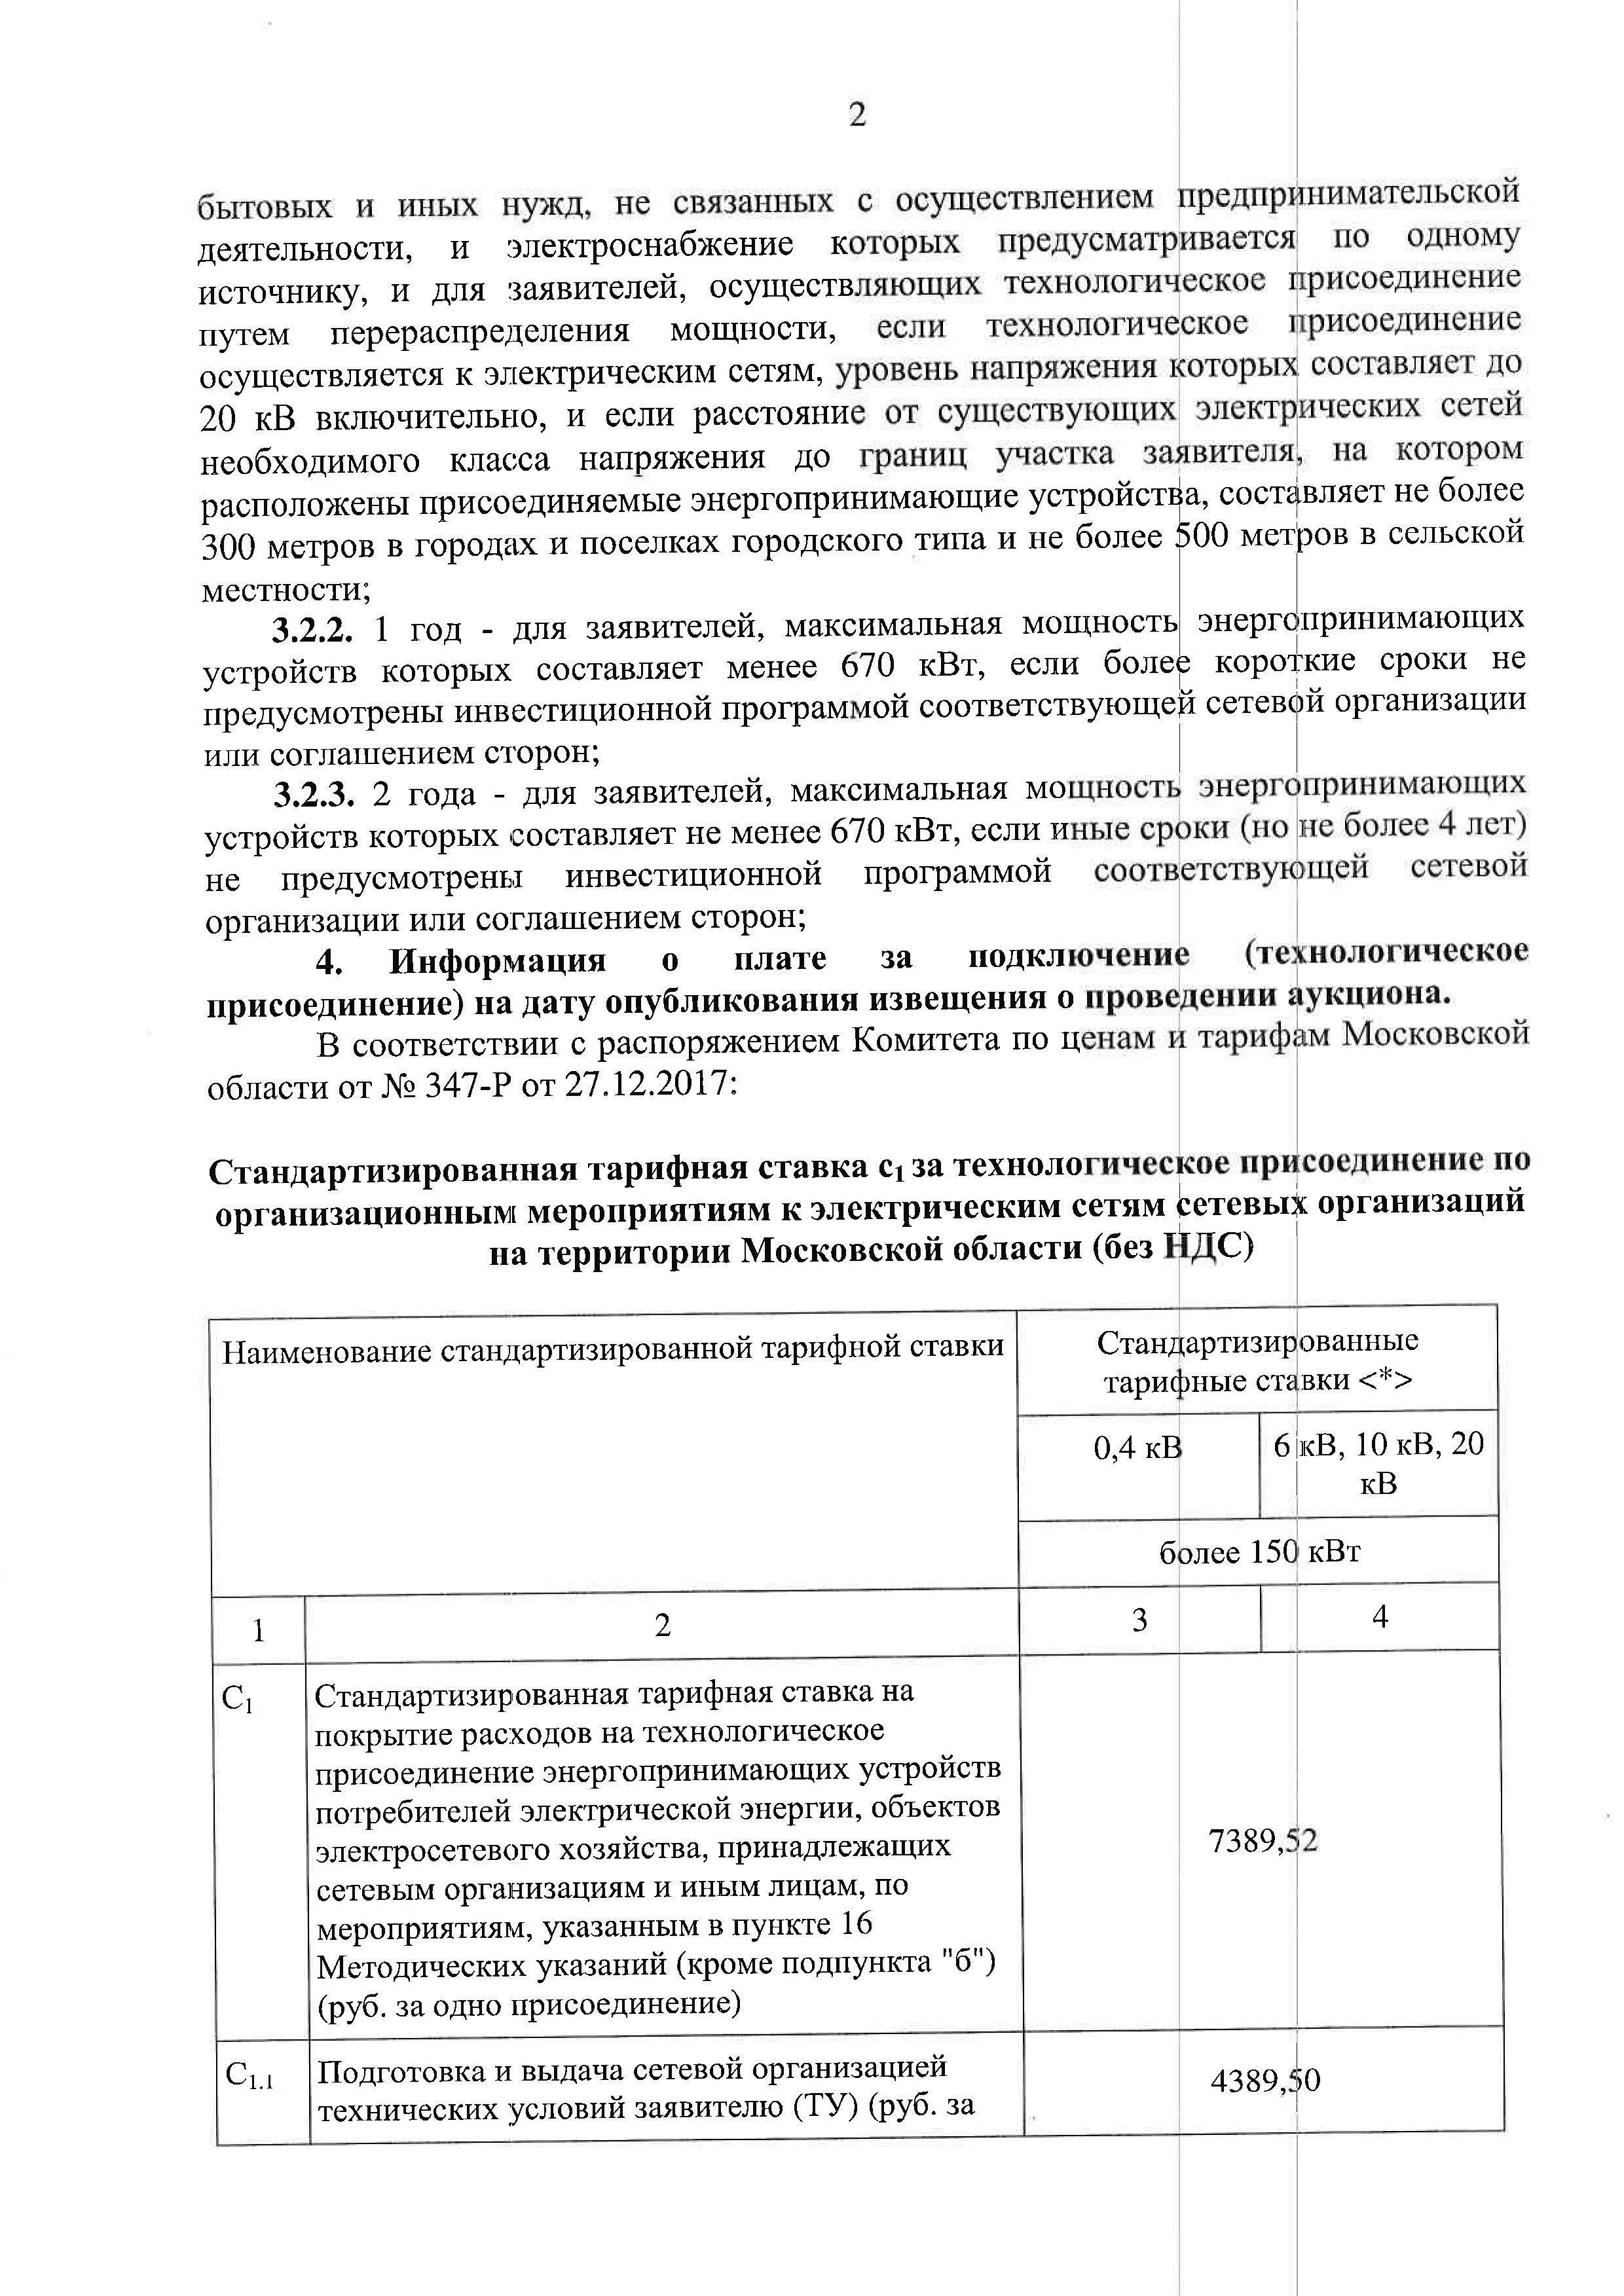 2
бытовых и иных нужд, не связанных с осуществлением предпринимательской
деятельности, и электроснабжение которых предусматривается по одному
источнику, и для заявителей, осуществляющих технологическое присоединение
путем перераспределения мощности, если технологическое присоединение
осуществляется к электрическим сетям, уровень напряжения которых составляет до
20 кВ включительно, и если расстояние от существующих электрических сетей
необходимого класса напряжения до границ участка заявителя, на котором
расположены присоединяемые энергопринимающие устройства, составляет не более
300 метров в городах и поселках городского типа и не более 500 метров в сельской
местности;
3.2.2. 1 год - для заявителей, максимальная мощность энергопринимающих
устройств которых составляет менее 670 кВт, если более короткие сроки не
предусмотрены инвестиционной программой соответствующей сетевой организации
или соглашением сторон;
3.2.3. 2 года - для заявителей, максимальная мощность энергопринимающих
устройств которых составляет не менее 670 кВт, если иные сроки (но не более 4 лет)
не предусмотрены инвестиционной программой соответствующей сетевой
организации или соглашением сторон;
4. Информация о плате за подключение (технологическое
присоединение) на дату опубликования извещения о проведении аукциона.
В соответствии с распоряжением Комитета по ценам и тарифам Московской
области от № 347-Р от 27.12.2017:
Стандартизированная тарифная ставка с1 за технологическое присоединение по
организационным мероприятиям к электрическим сетям сетевых организаций
на территории Московской области (без НДС)
Наименование стандартизированной тарифной ставки
Стандартизированные
тарифные ставки <*>
0,4 кВ
6 кВ, 10 кВ, 20
кВ
более 150 кВт
1 2 3 4
С1
Стандартизированная тарифная ставка на
покрытие расходов на технологическое
присоединение энергопринимающих устройств
потребителей электрической энергии, объектов
электросетевого хозяйства, принадлежащих
сетевым организациям и иным лицам, по
мероприятиям, указанным в пункте 16
Методических указаний (кроме подпункта "б")
(руб. за одно присоединение)
7389,52
С1.1
Подготовка и выдача сетевой организацией
технических условий заявителю (ТУ) (руб. за
4389,50